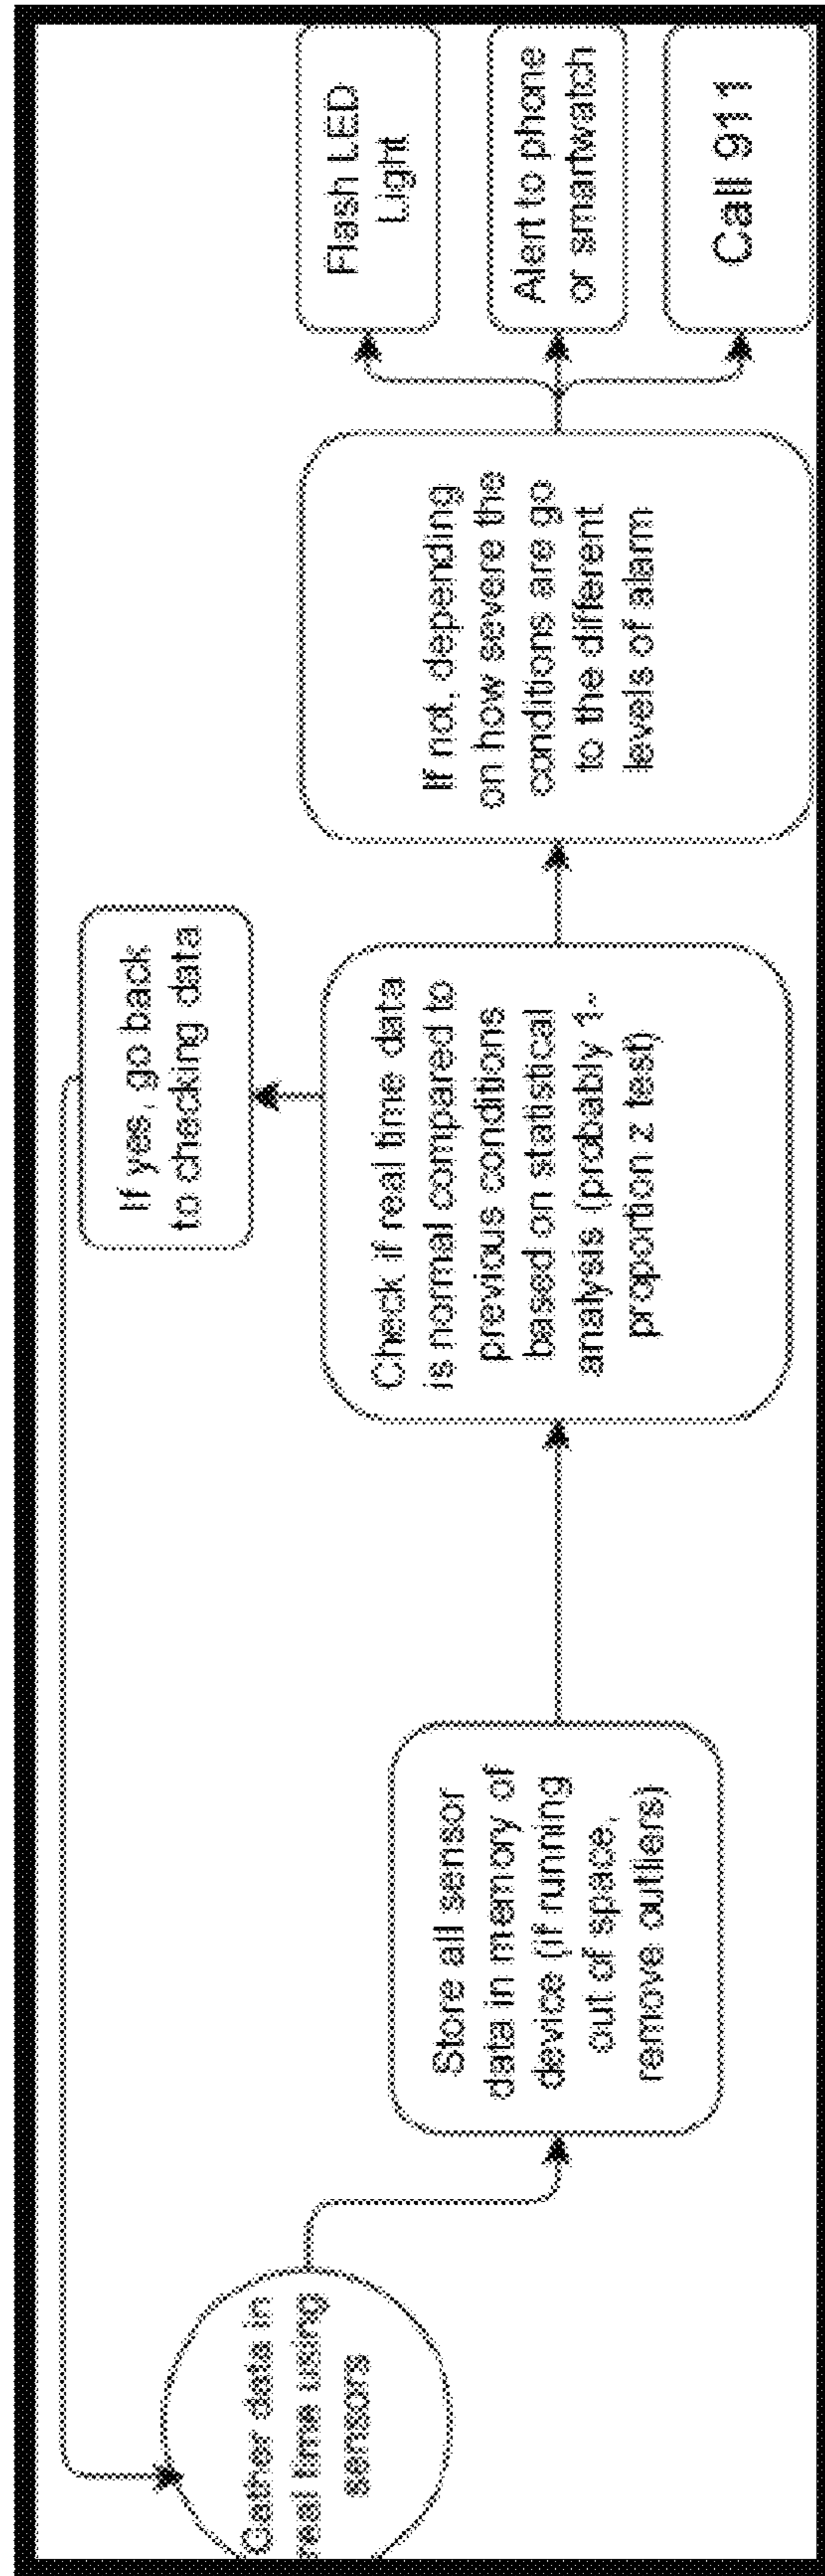 Gather data in
real time using
sensors
Store all sensor
data in memory of
device (if running
out of space,
remove outliers)
Check if real time data
is normal compared to
previous conditions
based on statistical
analysis (probably 1-
proportion z test)
If yes, go back
to checking data
If not, depending
on how severe the
conditions are go
to the different
levels of alarm
Flash LED
Light
Alert to phone
or smartwatch
Call 911